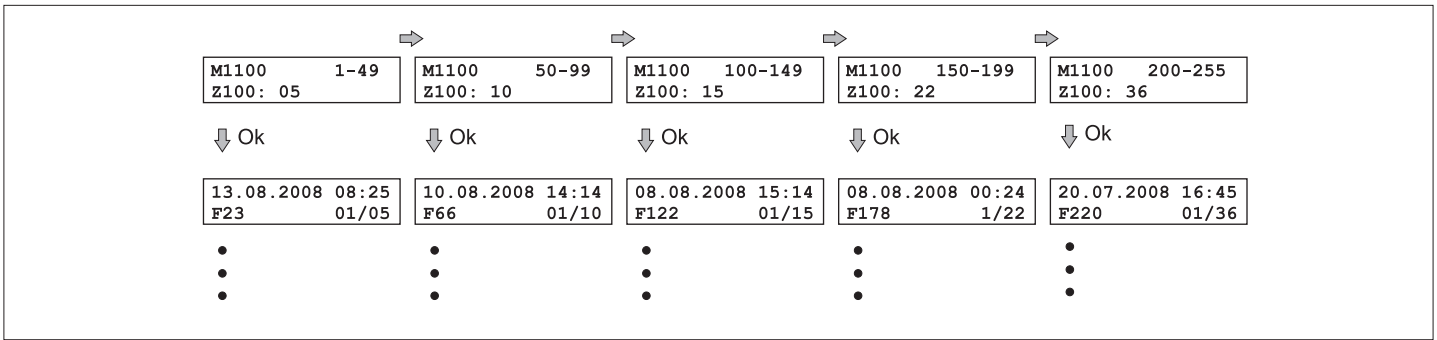 M1100 1-49
Z100: 05
M1100 50-99
Z100: 10
M1100 100-149
Z100: 15
M1100 150-199
Z100: 22
M1100 200-255
Z100: 36
Ok
Ok
Ok
Ok
Ok
13.08.2008 08:25
F23 01/05
10.08.2008 14:14
F66 01/10
08.08.2008 15:14
F122 01/15
08.08.2008 00:24
F178 1/22
20.07.2008 16:45
F220 01/36